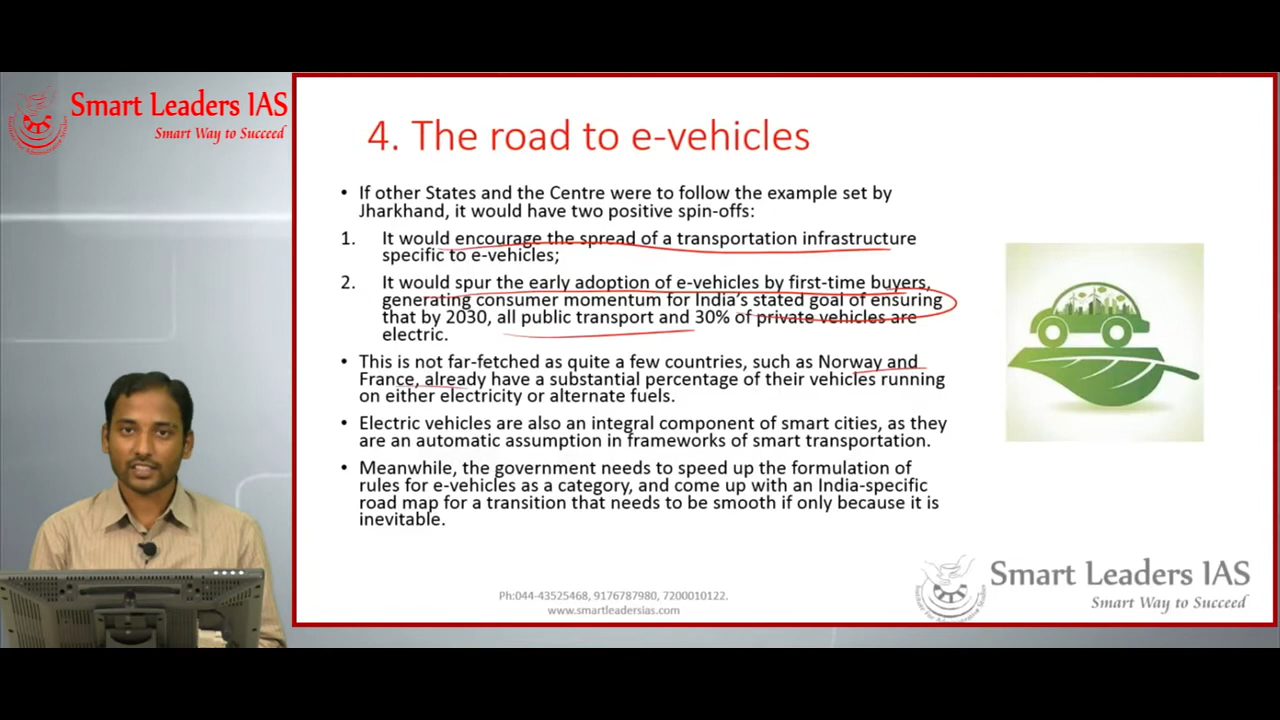 Smart Leaders IAS
Smart Way to Succeed
4. The road to e-vehicles
• If other States and the Centre were to follow the example set by
Jharkhand, it would have two positive spin-offs:
1. It would encourage the spread of a transportation infrastructure
specific to e-vehicles;
2. It would spur the early adoption of e-vehicles by first-time buyers,
generating consumer momentum for India's stated goal of ensuring
that by 2030, all public transport and 30% of private vehicles are
electric.
• This is not far-fetched as quite a few countries, such as Norway and
France, already have a substantial percentage of their vehicles running
on either electricity or alternate fuels.
• Electric vehicles are also an integral component of smart cities, as they
are an automatic assumption in frameworks of smart transportation.
• Meanwhile, the government needs to speed up the formulation of
rules for e-vehicles as a category, and come up with an India-specific
road map for a transition that needs to be smooth if only because it is
inevitable.
Ph:044-43525468, 9176787980, 7200010122.
www.smartleadersias.com
Smart Leaders IAS
Smart Way to Succeed